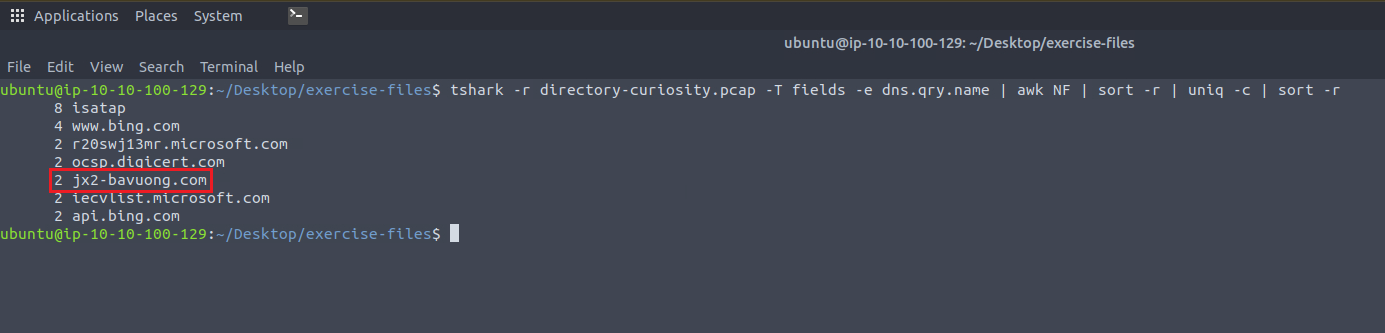 Applications Places System
ubuntu@ip-10-10-100-129: ~/Desktop/exercise-files
File Edit View Search Terminal Help
ubuntu@ip-10-10-100-129:~/Desktop/exercise-files$ tshark -r directory-curiosity.pcap -T fields -e dns.qry.name | awk NF | sort -r | uniq -c | sort -r
8 isatap
4 www.bing.com
2 r20swj13mr.microsoft.com
2 ocsp.digicert.com
2 jx2-bavuong.com
2 iecvlist.microsoft.com
2 api.bing.com
ubuntu@ip-10-10-100-129:~/Desktop/exercise-files$